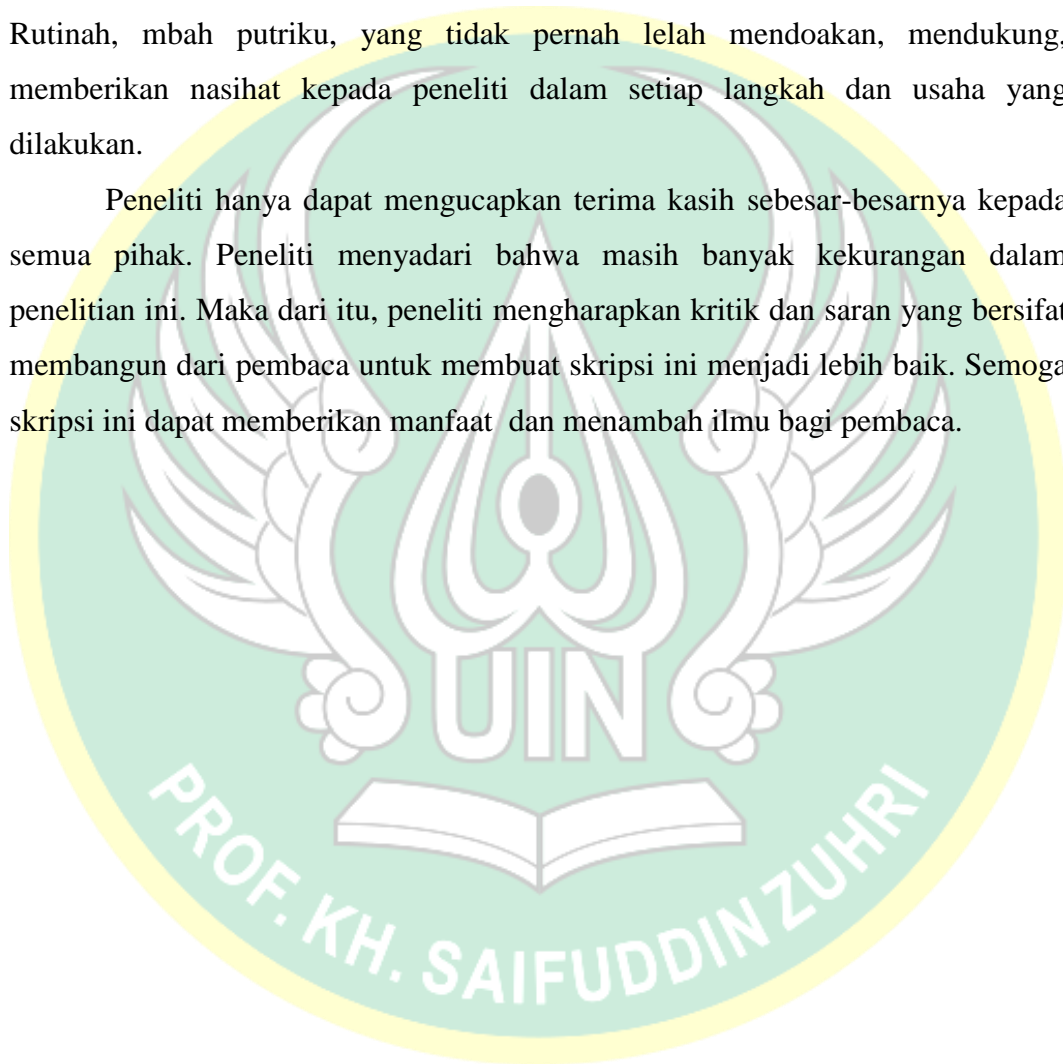 Rutinah, mbah putriku, yang tidak pernah lelah mendoakan, mendukung,
memberikan nasihat kepada peneliti dalam setiap langkah dan usaha yang
dilakukan.
Peneliti hanya dapat mengucapkan terima kasih sebesar-besarnya kepada
semua pihak. Peneliti menyadari bahwa masih banyak kekurangan dalam
penelitian ini. Maka dari itu, peneliti mengharapkan kritik dan saran yang bersifat
membangun dari pembaca untuk membuat skripsi ini menjadi lebih baik. Semoga
skripsi ini dapat memberikan manfaat  dan menambah ilmu bagi pembaca.
UIN
PROF. KH. SAIFUDDIN ZUHRI